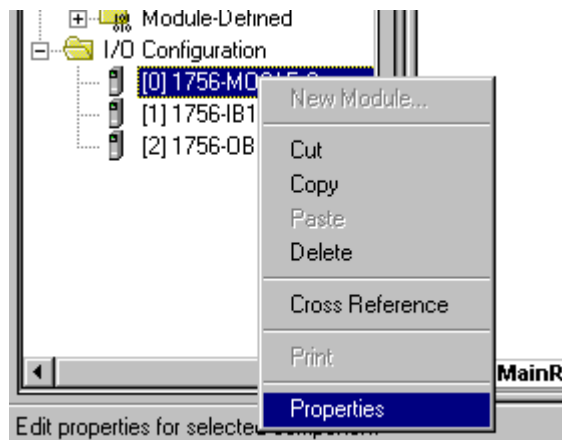 Module-Defined
I/O Configuration
[0] 1756-MO
[1] 1756-IB1
[2] 1756-OB
New Module...
Cut
Copy
Paste
Delete
Cross Reference
Print
Properties
MainR
Edit properties for selected